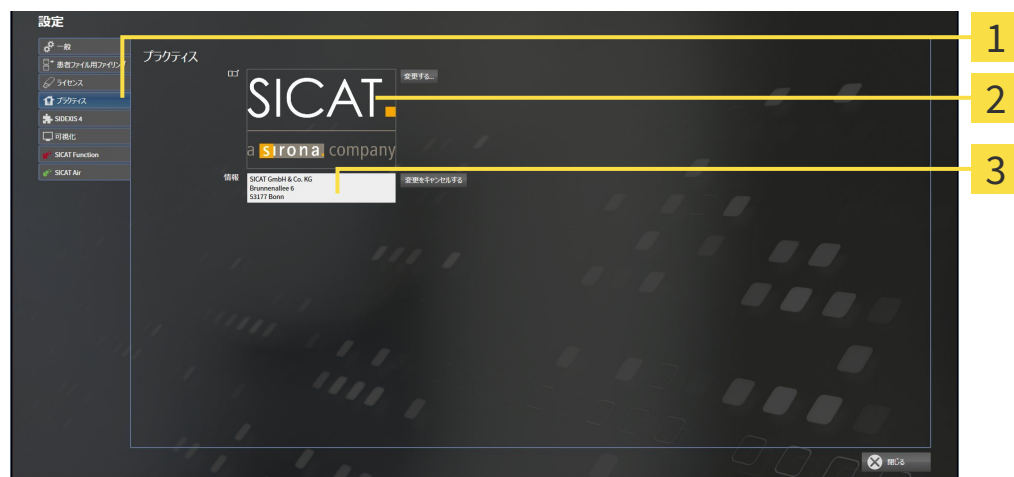 設定
一般
患者ファイル用ファイリング
ライセンス
プラクティス
SIDEXIS 4
可視化
SICAT Function
SICAT Air
プラクティス
ロゴ
SICAT.
a sirona company
変更する...
情報
SICAT GmbH & Co. KG
Brunnenallee 6
53177 Bonn
変更をキャンセルする
閉じる
1
2
3